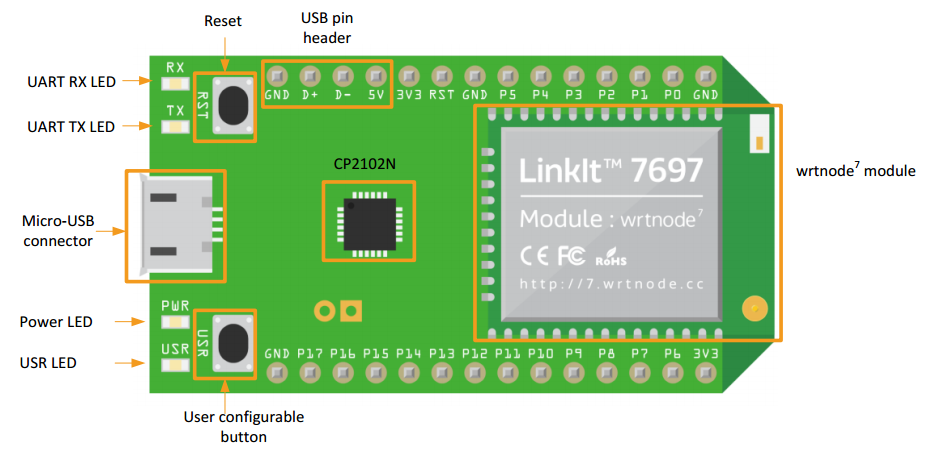 Reset
USB pin
header
UART RX LED
RX
UART TX LED
TX
RST
GND D+ D- 5V 3V3 RST GND P5 P4 P3 P2 P1 P0 GND
CP2102N
LinkIt™ 7697
Module : wrtnode⁷
CE FC RoHS
http://7.wrtnode.cc
wrtnode⁷ module
Micro-USB
connector
Power LED
PWR
USR LED
USR
USR
GND P17 P16 P15 P14 P13 P12 P11 P10 P9 P8 P7 P6 3V3
User configurable
button